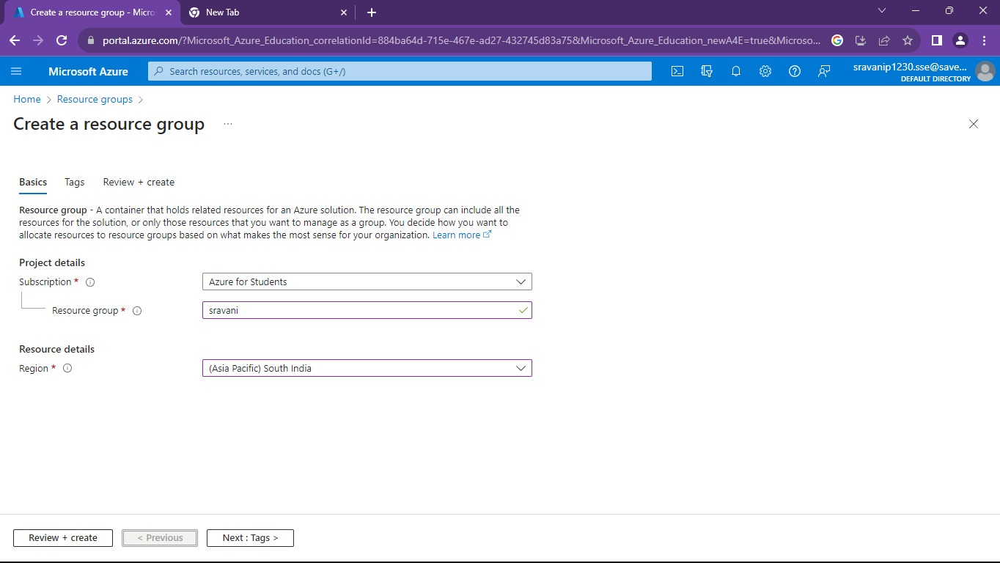 Create a resource group - Micro
New Tab
portal.azure.com/?Microsoft_Azure_Education_correlationId=884ba64d-715e-467e-ad27-432745d83a75&Microsoft_Azure_Education_newA4E=true&Microso...
Microsoft Azure
Search resources, services, and docs (G+/)
sravanip1230.sse@save...
DEFAULT DIRECTORY
Home > Resource groups >
Create a resource group ...
Basics Tags Review + create
Resource group - A container that holds related resources for an Azure solution. The resource group can include all the
resources for the solution, or only those resources that you want to manage as a group. You decide how you want to
allocate resources to resource groups based on what makes the most sense for your organization. Learn more
Project details
Subscription * Azure for Students
Resource group * sravani
Resource details
Region * (Asia Pacific) South India
Review + create < Previous Next : Tags >